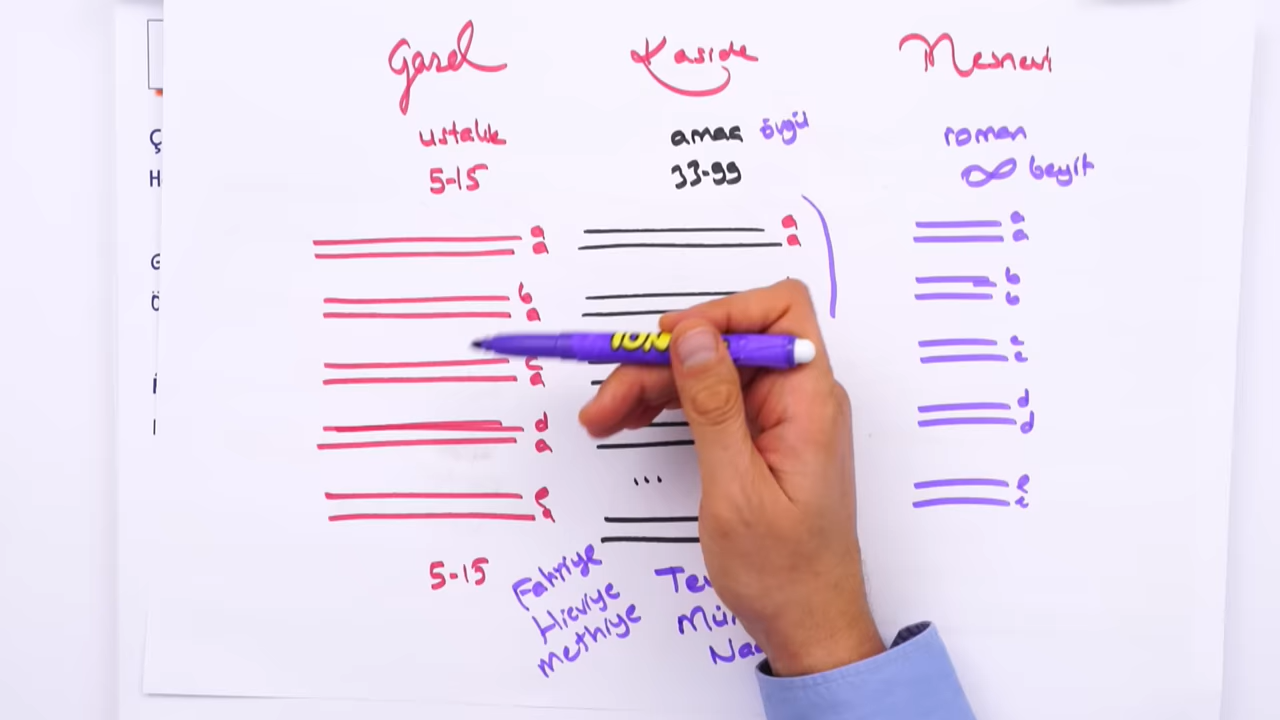 Gazel
ustalık
5-15
a
a
b
a
c
a
d
a
e
a
5-15
Kaside
amaç övgü
33-99
a
a
...
Fahriye
Hicviye
Methiye
Mesnevi
roman
∞ beyit
a
a
b
b
c
c
d
d
e
e